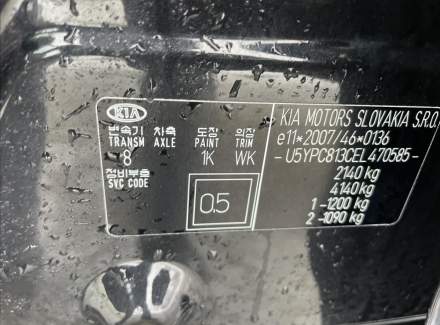 KIA
변속기 차축 도장 의장
TRANSM AXLE PAINT TRIM
8 1K WK
정비부호
SVC CODE
0.5
KIA MOTORS SLOVAKIA S.R.O.
e11*2007/46*0136
-U5YPC813CEL470585-
2140 kg
4140 kg
1 -1200 kg
2 -1090 kg